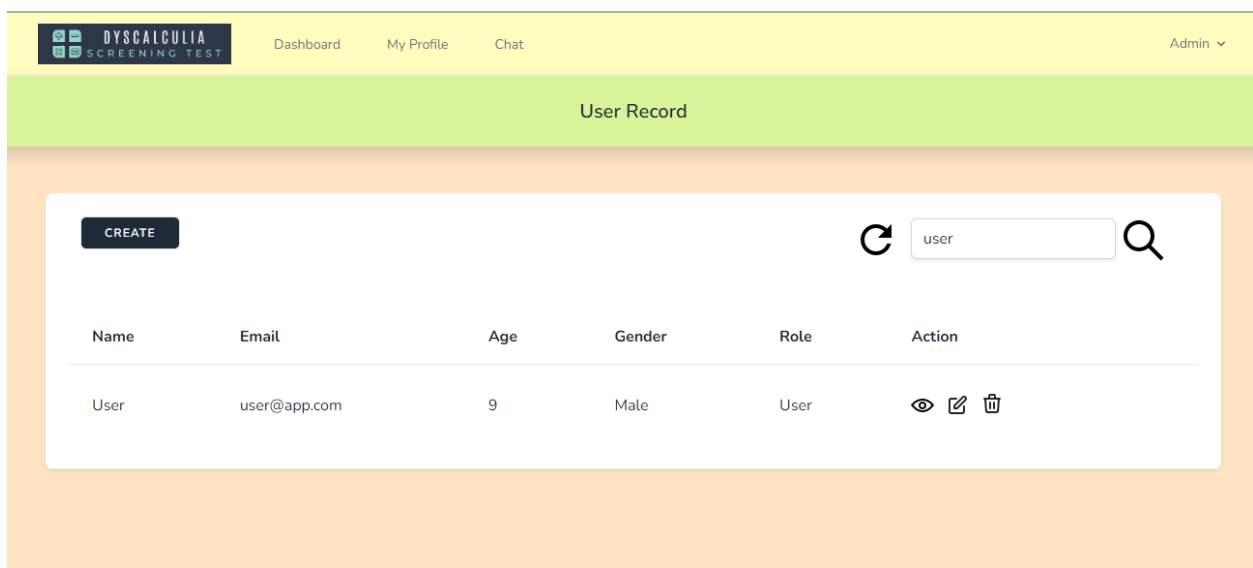 DYSCALCULIA
SCREENING TEST
Dashboard My Profile Chat Admin
User Record
CREATE user
Name Email Age Gender Role Action
User user@app.com 9 Male User